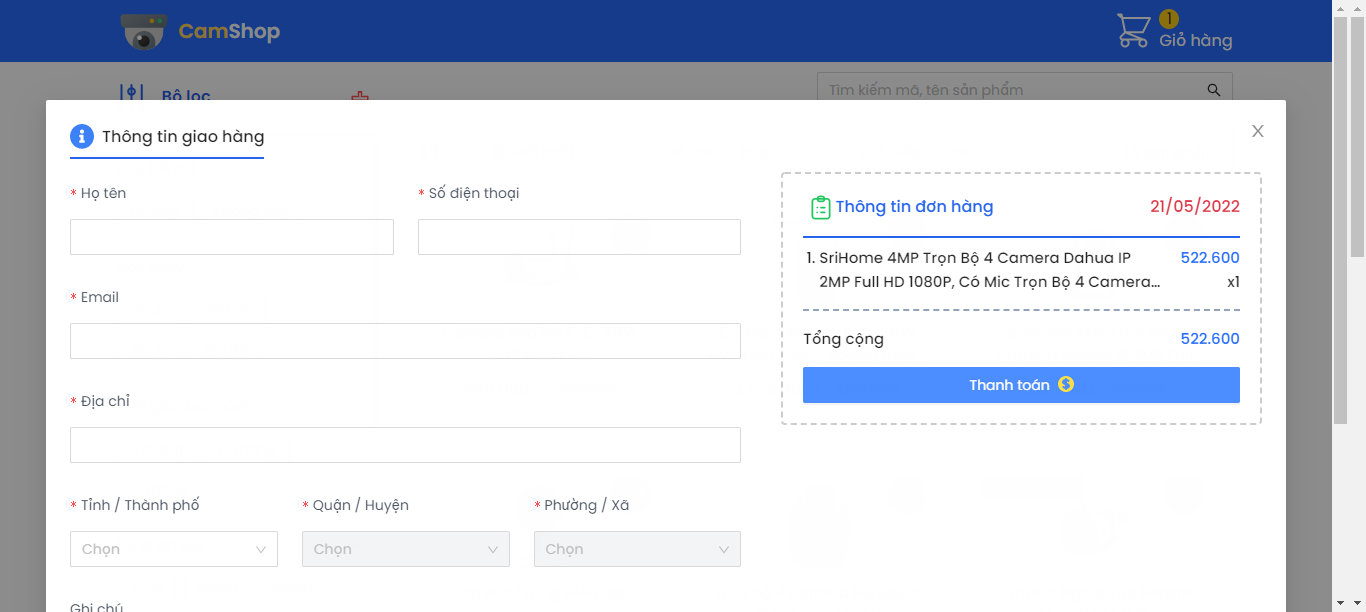 CamShop
1
Giỏ hàng
Bộ lọc
Tìm kiếm mã, tên sản phẩm
Thông tin giao hàng
* Họ tên
* Số điện thoại
* Email
* Địa chỉ
* Tỉnh / Thành phố
* Quận / Huyện
* Phường / Xã
Chọn
Chọn
Chọn
Ghi chú
Thông tin đơn hàng
21/05/2022
1. SriHome 4MP Trọn Bộ 4 Camera Dahua IP
522.600
2MP Full HD 1080P, Có Mic Trọn Bộ 4 Camera...
x1
Tổng cộng
522.600
Thanh toán